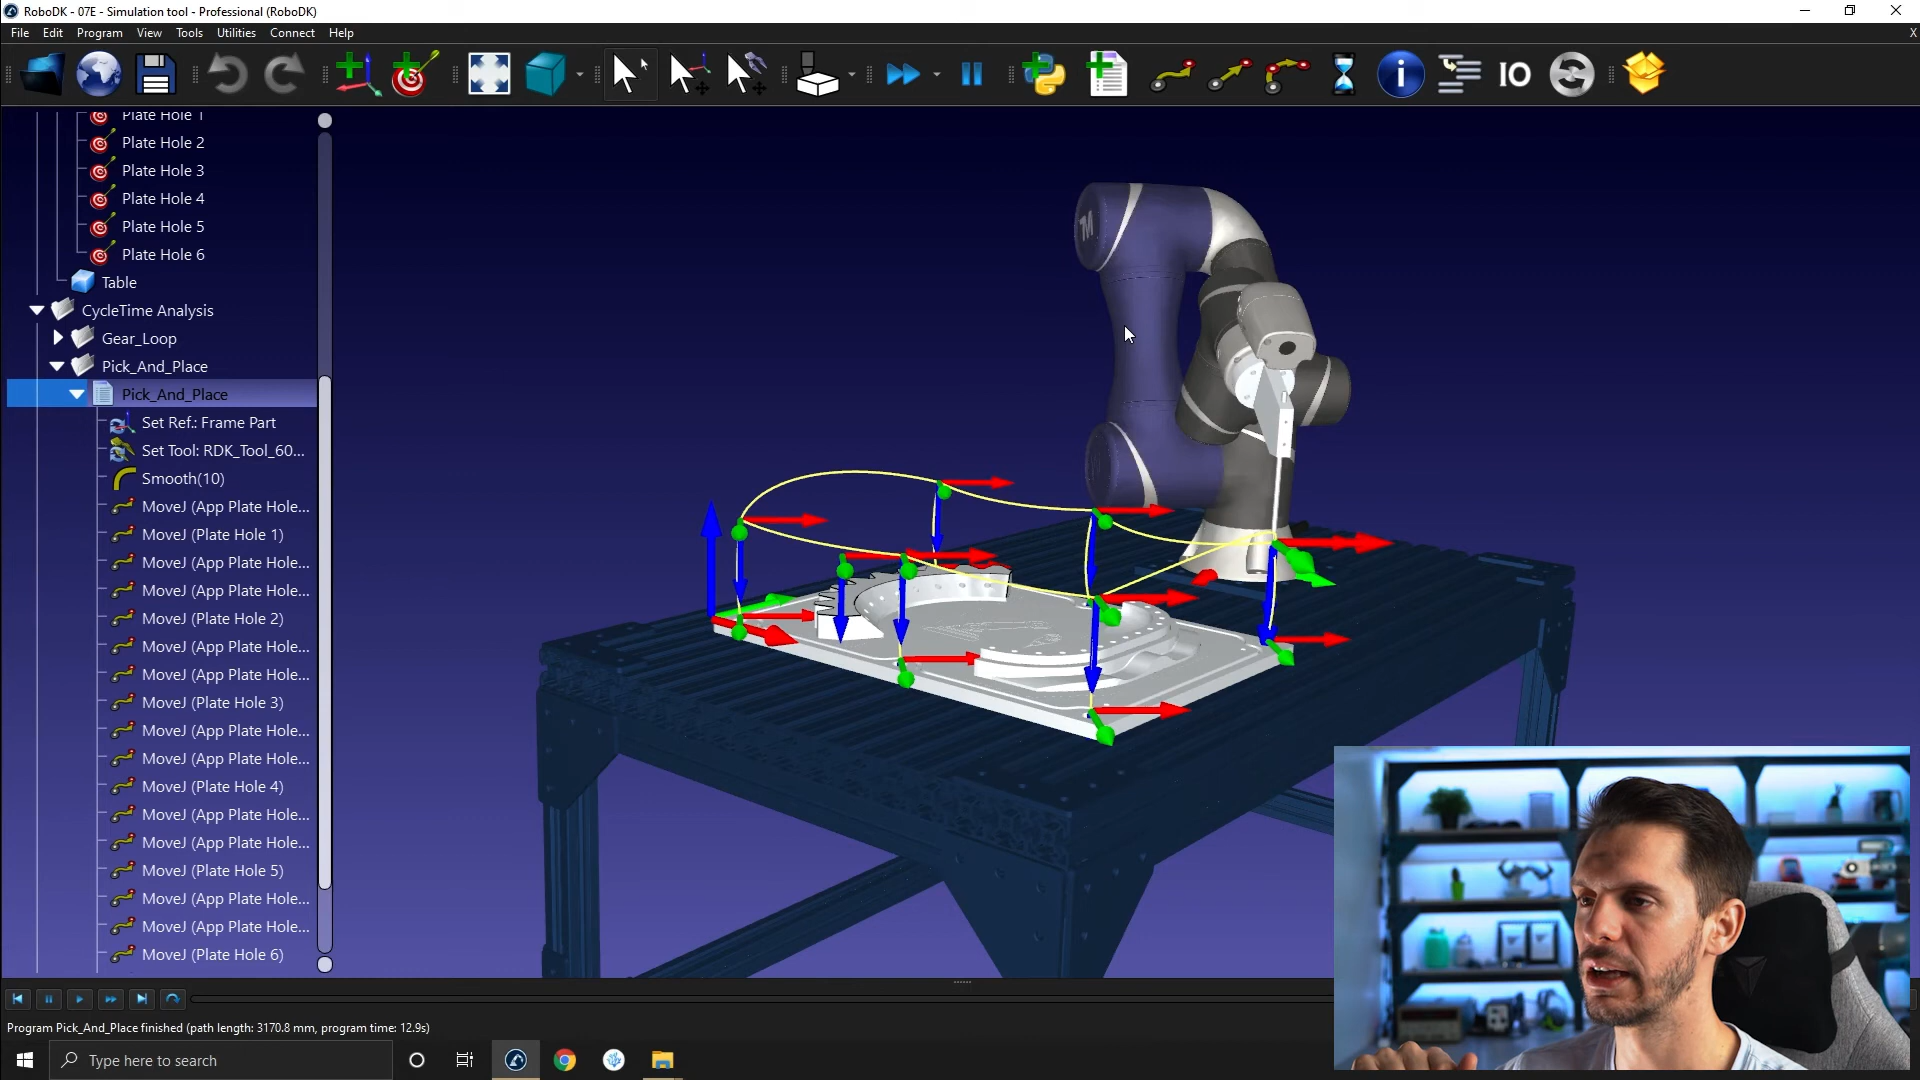 RoboDK - 07E - Simulation tool - Professional (RoboDK)
File Edit Program View Tools Utilities Connect Help
X
IO
Plate Hole 1
Plate Hole 2
Plate Hole 3
Plate Hole 4
Plate Hole 5
Plate Hole 6
Table
CycleTime Analysis
Gear_Loop
Pick_And_Place
Pick_And_Place
Set Ref.: Frame Part
Set Tool: RDK_Tool_60...
Smooth(10)
MoveJ (App Plate Hole...
MoveJ (Plate Hole 1)
MoveJ (App Plate Hole...
MoveJ (App Plate Hole...
MoveJ (Plate Hole 2)
MoveJ (App Plate Hole...
MoveJ (App Plate Hole...
MoveJ (Plate Hole 3)
MoveJ (App Plate Hole...
MoveJ (App Plate Hole...
MoveJ (Plate Hole 4)
MoveJ (App Plate Hole...
MoveJ (App Plate Hole...
MoveJ (Plate Hole 5)
MoveJ (App Plate Hole...
MoveJ (App Plate Hole...
MoveJ (Plate Hole 6)
Program Pick_And_Place finished (path length: 3170.8 mm, program time: 12.9s)
Type here to search